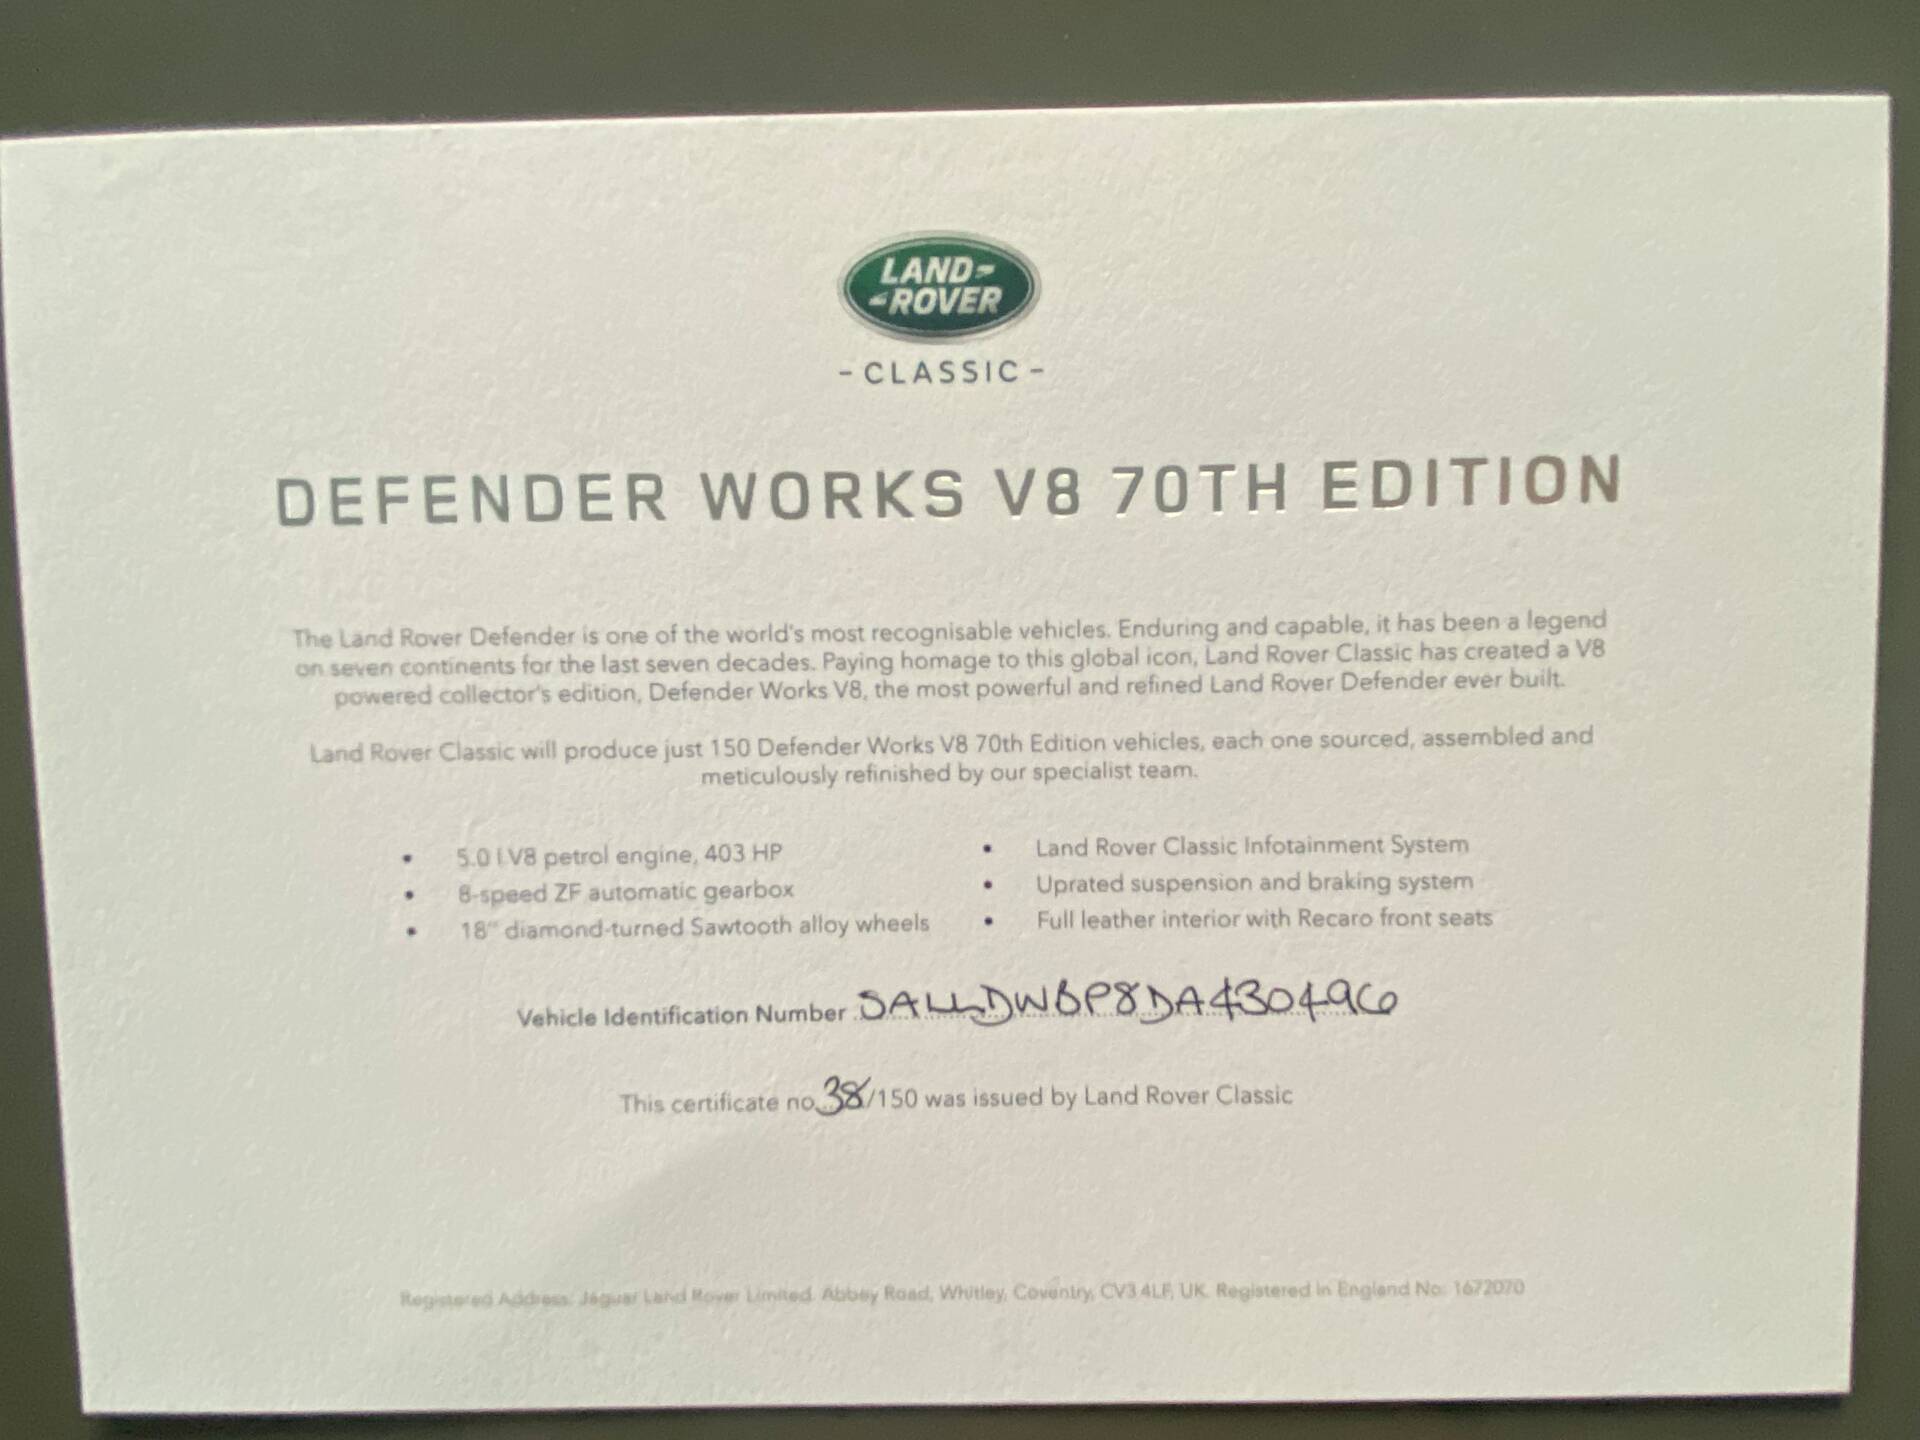 LAND
ROVER
- CLASSIC -
DEFENDER WORKS V8 70TH EDITION
The Land Rover Defender is one of the world's most recognisable vehicles. Enduring and capable, it has been a legend
on seven continents for the last seven decades. Paying homage to this global icon, Land Rover Classic has created a V8
powered collector's edition, Defender Works V8, the most powerful and refined Land Rover Defender ever built.
Land Rover Classic will produce just 150 Defender Works V8 70th Edition vehicles, each one sourced, assembled and
meticulously refinished by our specialist team.
• 5.0 l V8 petrol engine, 403 HP
• 8-speed ZF automatic gearbox
• 18" diamond-turned Sawtooth alloy wheels
• Land Rover Classic Infotainment System
• Uprated suspension and braking system
• Full leather interior with Recaro front seats
Vehicle Identification Number SALLDWBP8DA430496
This certificate no. 38/150 was issued by Land Rover Classic
Registered Address: Jaguar Land Rover Limited. Abbey Road, Whitley, Coventry, CV3 4LF, UK. Registered in England No: 1672070